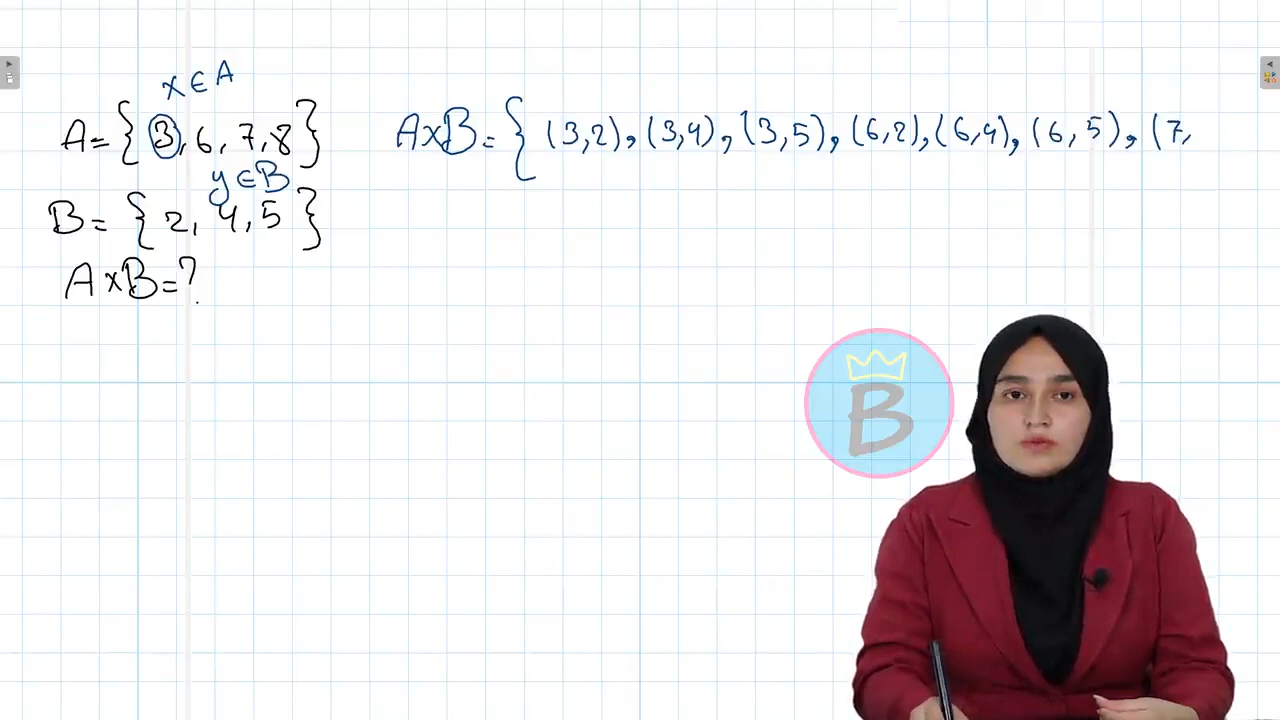 x ∈ A
A = { 3, 6, 7, 8 }
y ∈ B
B = { 2, 4, 5 }
A x B = ?
A x B = { (3,2), (3,4), (3,5), (6,2), (6,4), (6,5), (7,
B